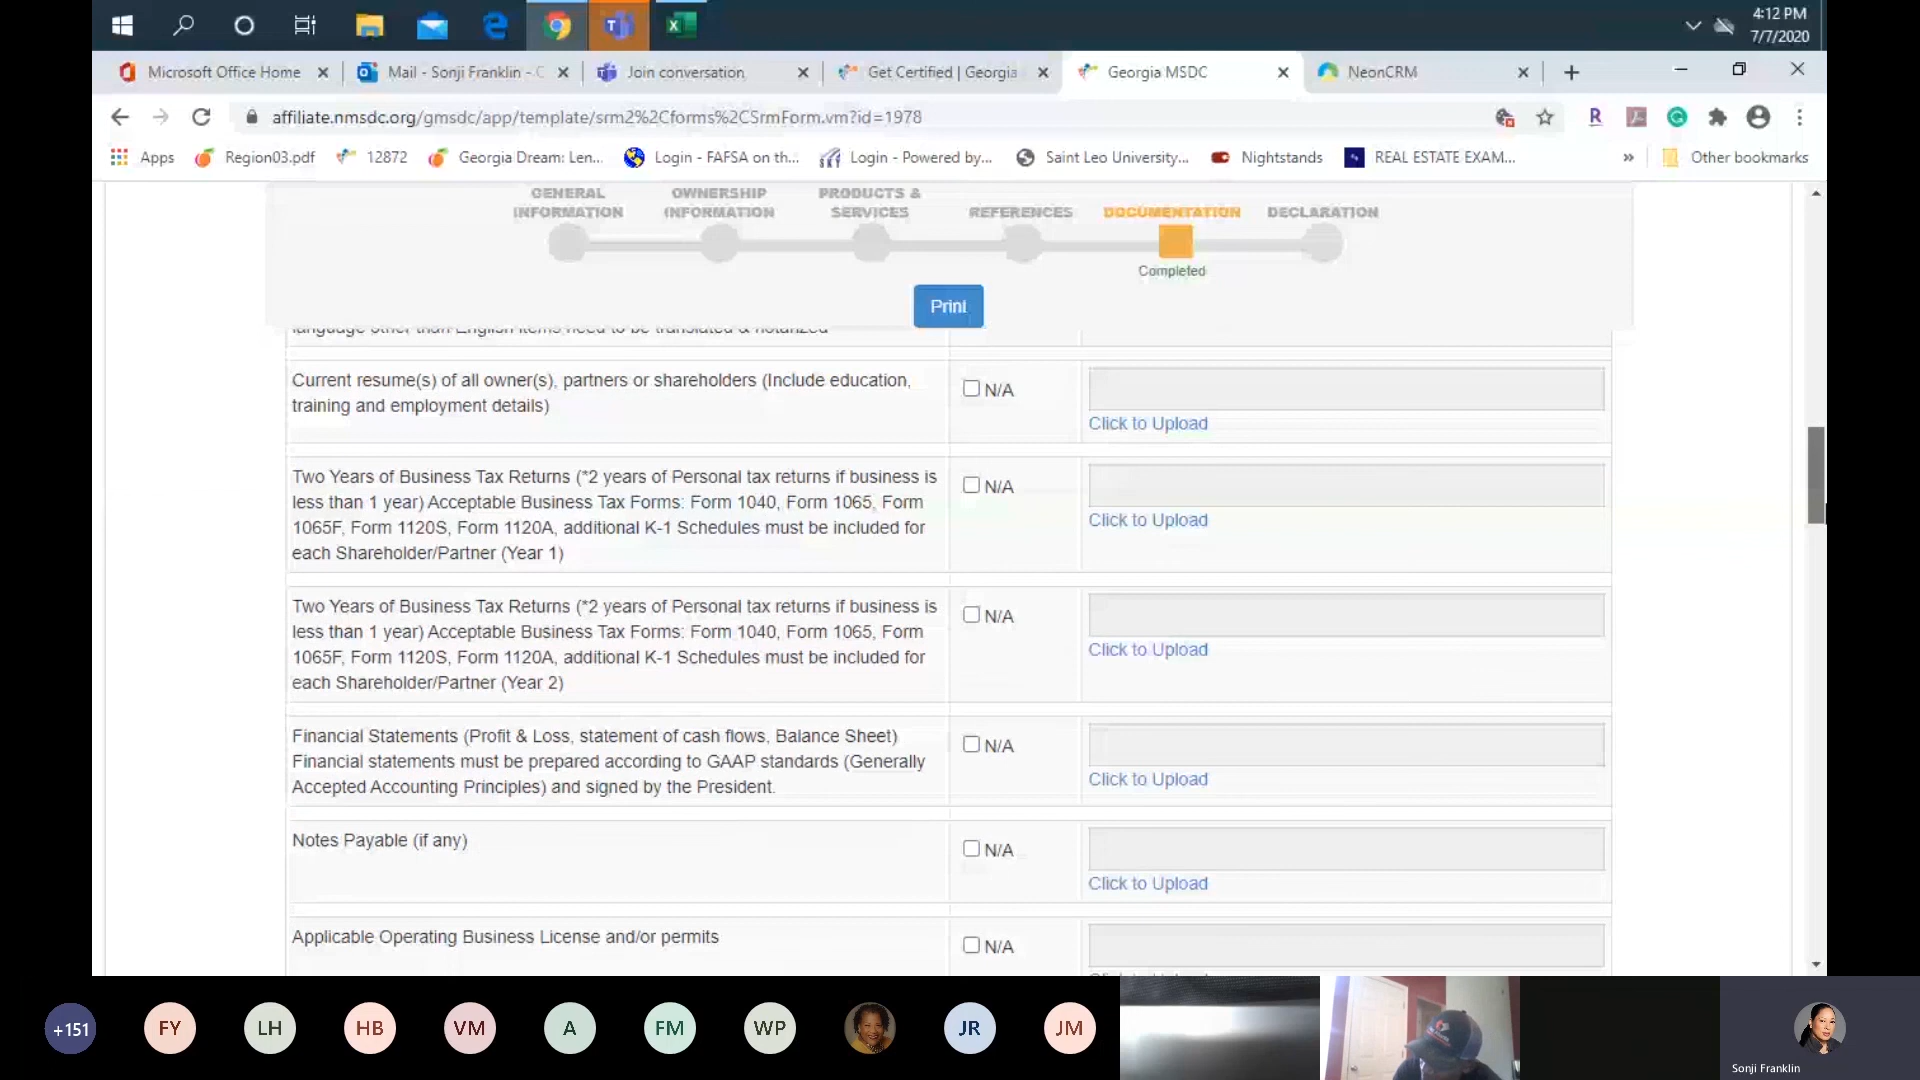 4:12 PM
7/7/2020
Microsoft Office Home
Mail - Sonji Franklin - C
Join conversation
Get Certified | Georgia
Georgia MSDC
NeonCRM
affiliate.nmsdc.org/gmsdc/app/template/srm2%2Cforms%2CSrmForm.vm?id=1978
Apps
Region03.pdf
12872
Georgia Dream: Len...
Login - FAFSA on th...
Login - Powered by...
Saint Leo University...
Nightstands
REAL ESTATE EXAM...
»
Other bookmarks
GENERAL INFORMATION
OWNERSHIP INFORMATION
PRODUCTS & SERVICES
REFERENCES
DOCUMENTATION
DECLARATION
Completed
Print
language other than English items need to be translated & notarized
Current resume(s) of all owner(s), partners or shareholders (Include education,
training and employment details)
N/A
Click to Upload
Two Years of Business Tax Returns (*2 years of Personal tax returns if business is
less than 1 year) Acceptable Business Tax Forms: Form 1040, Form 1065, Form
1065F, Form 1120S, Form 1120A, additional K-1 Schedules must be included for
each Shareholder/Partner (Year 1)
N/A
Click to Upload
Two Years of Business Tax Returns (*2 years of Personal tax returns if business is
less than 1 year) Acceptable Business Tax Forms: Form 1040, Form 1065, Form
1065F, Form 1120S, Form 1120A, additional K-1 Schedules must be included for
each Shareholder/Partner (Year 2)
N/A
Click to Upload
Financial Statements (Profit & Loss, statement of cash flows, Balance Sheet)
Financial statements must be prepared according to GAAP standards (Generally
Accepted Accounting Principles) and signed by the President.
N/A
Click to Upload
Notes Payable (if any)
N/A
Click to Upload
Applicable Operating Business License and/or permits
N/A
+151
FY
LH
HB
VM
A
FM
WP
JR
JM
Sonji Franklin